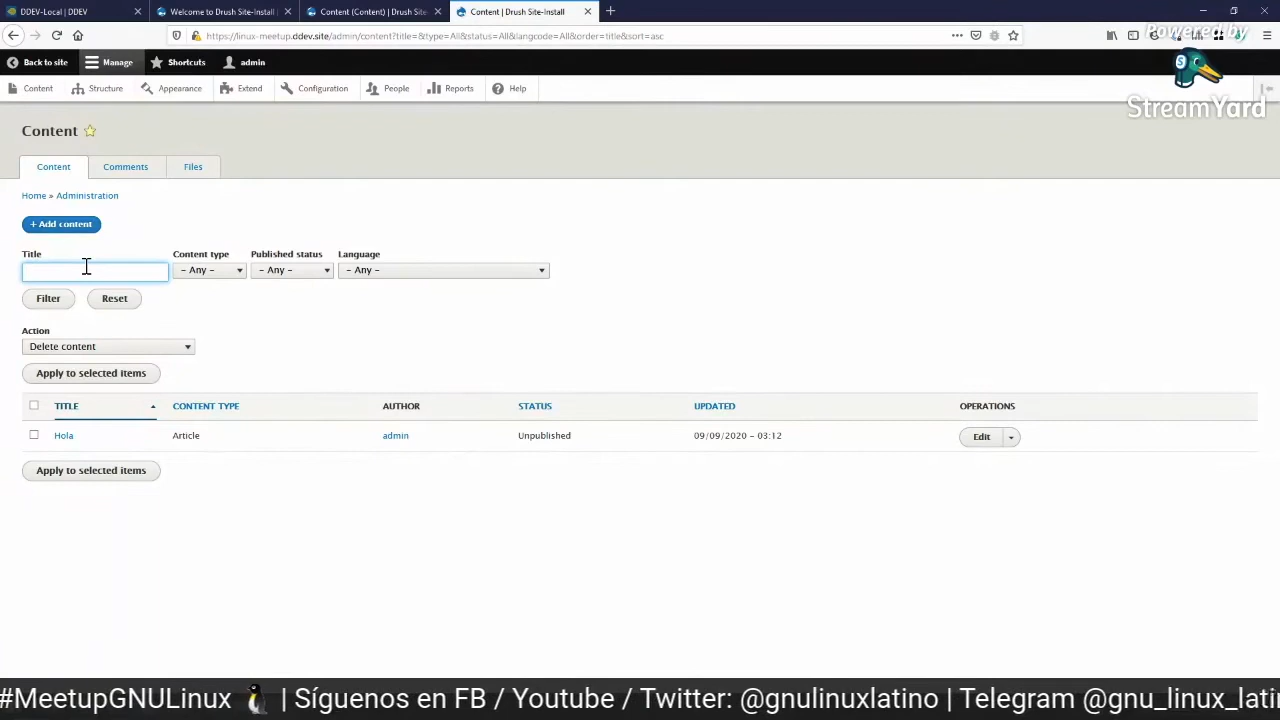 DDEV-Local | DDEV
Welcome to Drush Site-Install |
Content (Content) | Drush Site-
Content | Drush Site-Install
https://linux-meetup.ddev.site/admin/content?title=&type=All&status=All&langcode=All&order=title&sort=asc
Powered by
StreamYard
Back to site
Manage
Shortcuts
admin
Content
Structure
Appearance
Extend
Configuration
People
Reports
Help
Content
Content
Comments
Files
Home » Administration
+ Add content
Title
Content type
Published status
Language
- Any -
- Any -
- Any -
Filter
Reset
Action
Delete content
Apply to selected items
TITLE
CONTENT TYPE
AUTHOR
STATUS
UPDATED
OPERATIONS
Hola
Article
admin
Unpublished
09/09/2020 - 03:12
Edit
Apply to selected items
#MeetupGNULinux 🐧 | Síguenos en FB / Youtube / Twitter: @gnulinuxlatino | Telegram @gnu_linux_lati